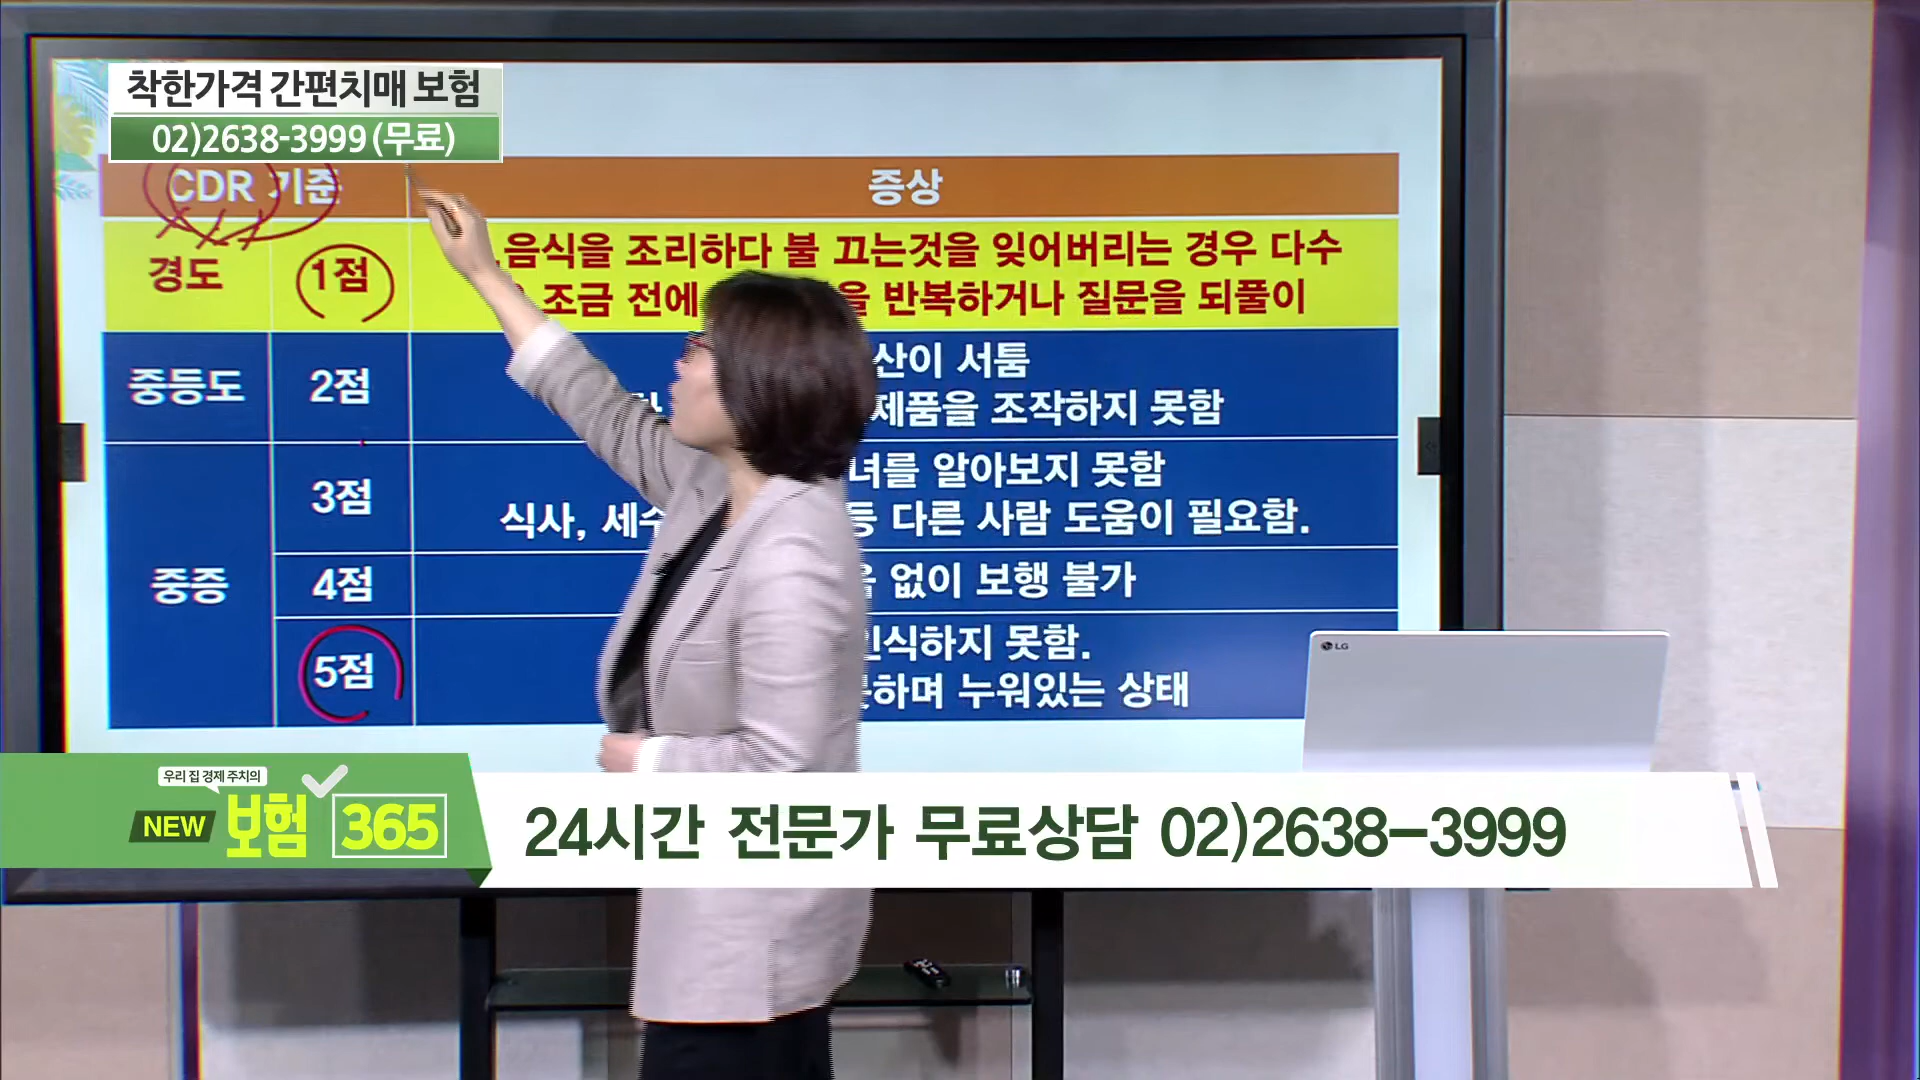 착한가격 간편치매 보험
02)2638-3999 (무료)
CDR 기준
증상
경도
1점
음식을 조리하다 불 끄는것을 잊어버리는 경우 다수
조금 전에 반복하거나 질문을 되풀이
중등도
2점
산이 서툼
제품을 조작하지 못함
3점
녀를 알아보지 못함
식사, 등 다른 사람 도움이 필요함.
중증
4점
없이 보행 불가
5점
인식하지 못함.
못하며 누워있는 상태
LG
우리 집 경제 주치의
NEW 보험 365
24시간 전문가 무료상담 02)2638-3999